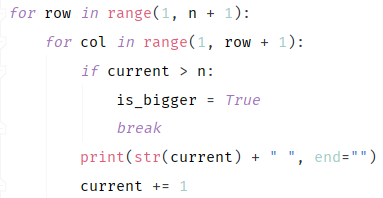 for row in range(1, n + 1):
    for col in range(1, row + 1):
        if current > n:
            is_bigger = True
            break
        print(str(current) + " ", end="")
        current += 1